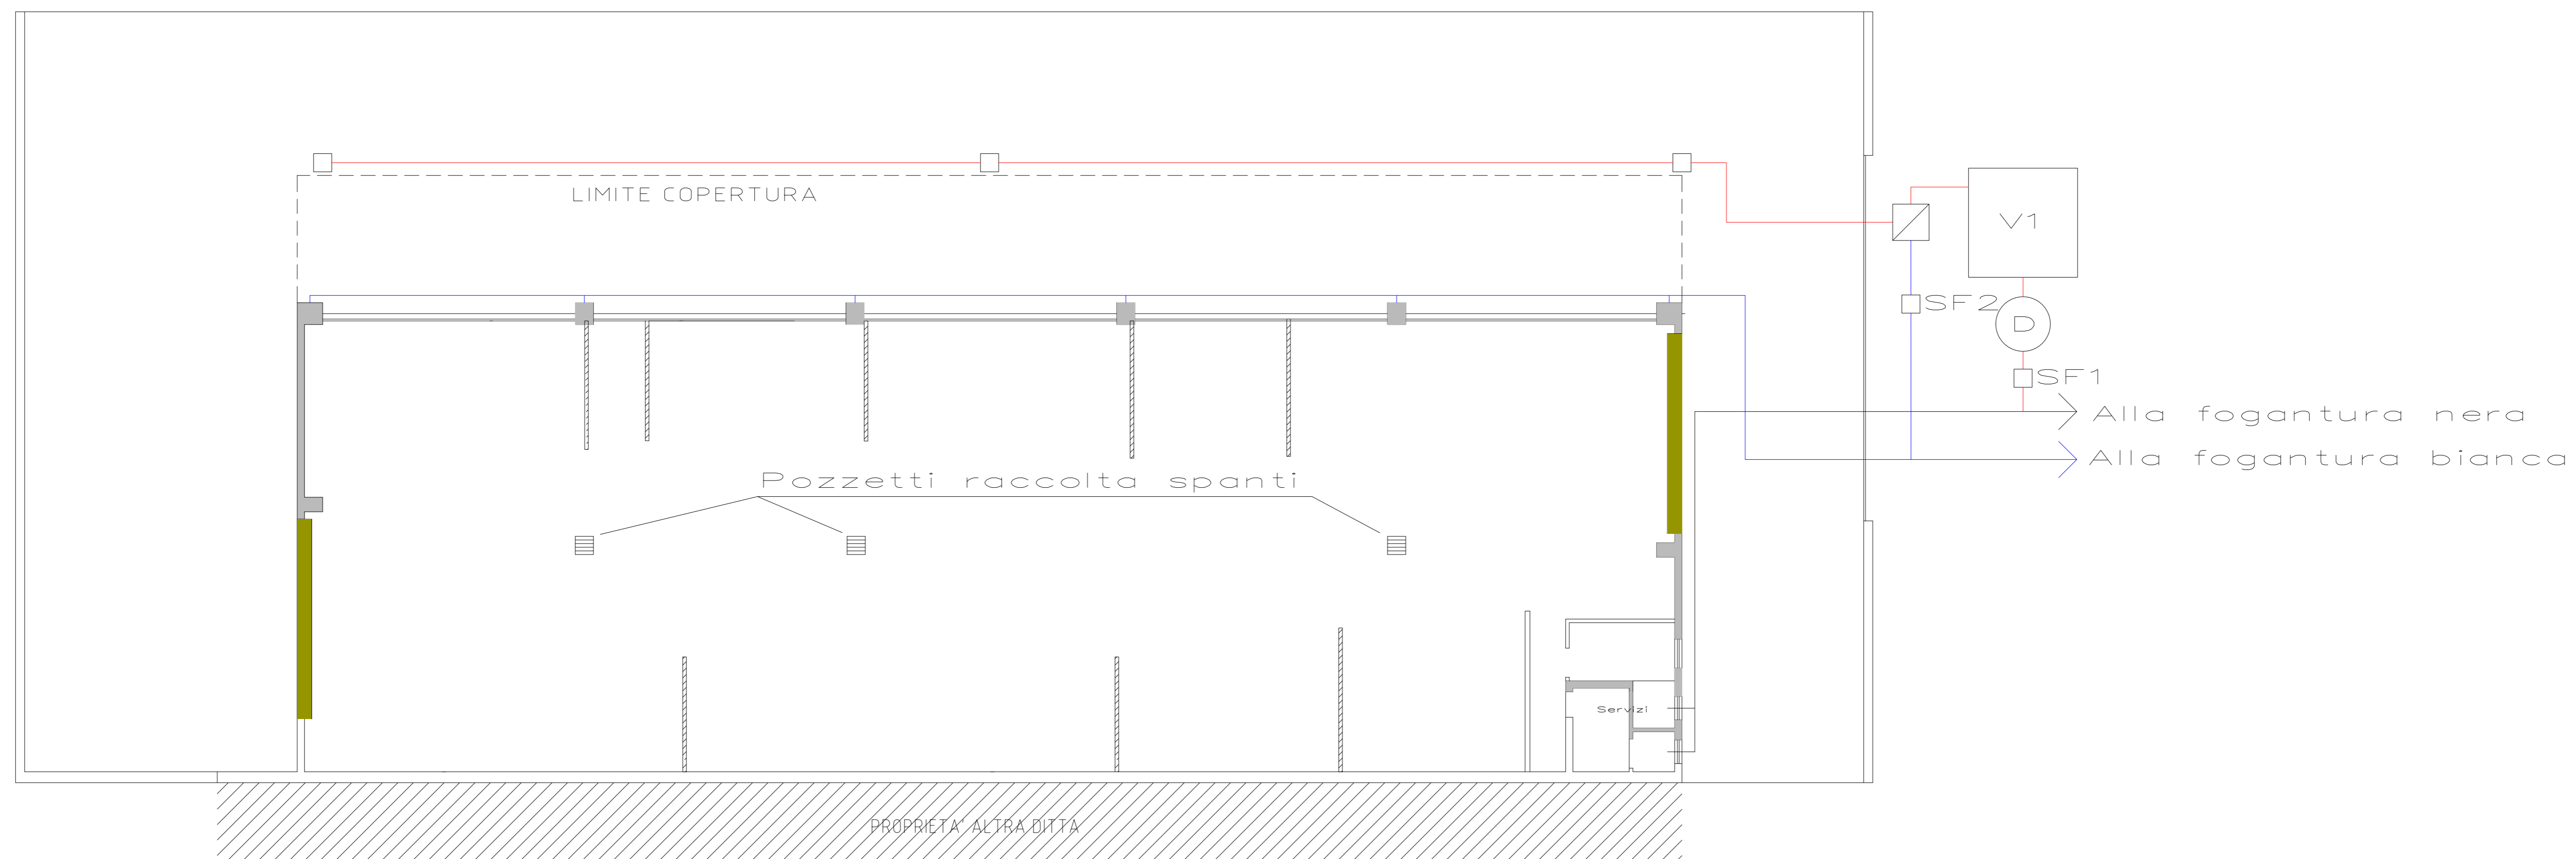 LIMITE COPERTURA
V1
SF2
D
SF1
Alla fogantura nera
Alla fogantura bianca
Pozzetti raccolta spanti
Servizi
PROPRIETA' ALTRA DITTA